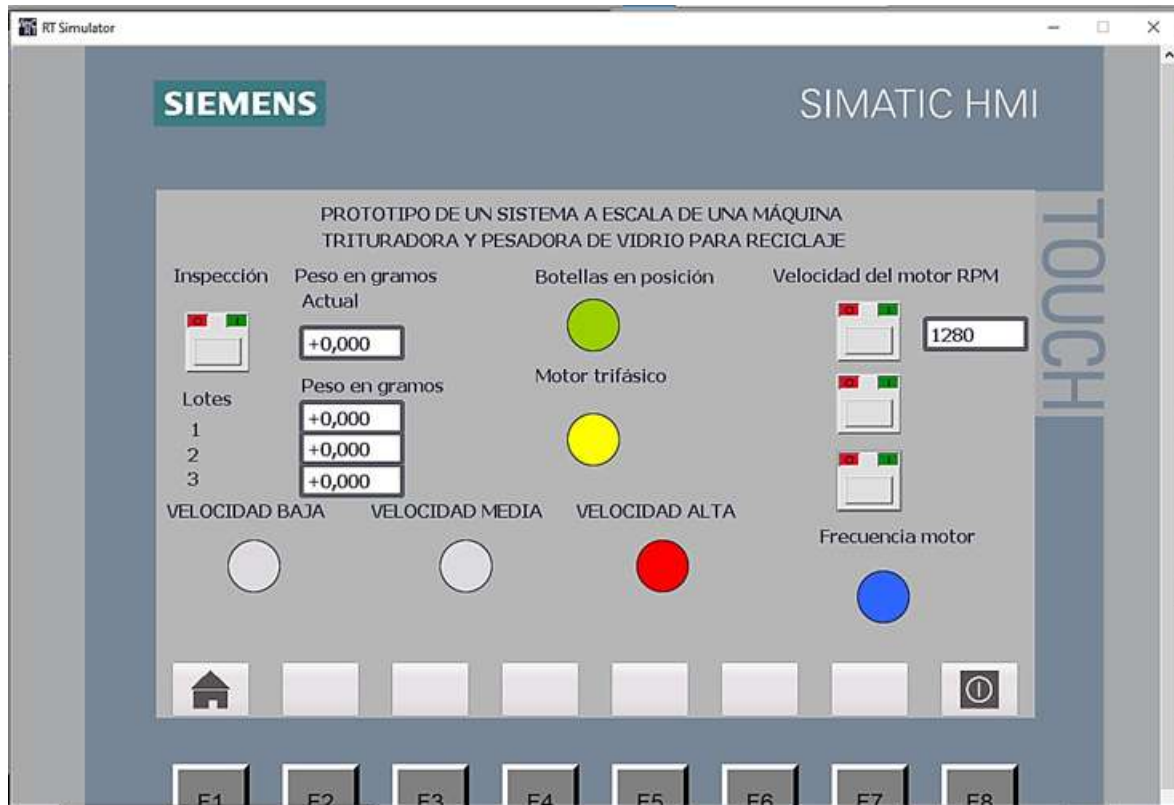 RT Simulator
SIEMENS
SIMATIC HMI
TOUCH
PROTOTIPO DE UN SISTEMA A ESCALA DE UNA MÁQUINA
TRITURADORA Y PESADORA DE VIDRIO PARA RECICLAJE
Inspección
Peso en gramos
Actual
+0,000
Botellas en posición
Velocidad del motor RPM
1280
Motor trifásico
Lotes
Peso en gramos
1
+0,000
2
+0,000
3
+0,000
VELOCIDAD BAJA
VELOCIDAD MEDIA
VELOCIDAD ALTA
Frecuencia motor
F1
F2
F3
F4
F5
F6
F7
F8